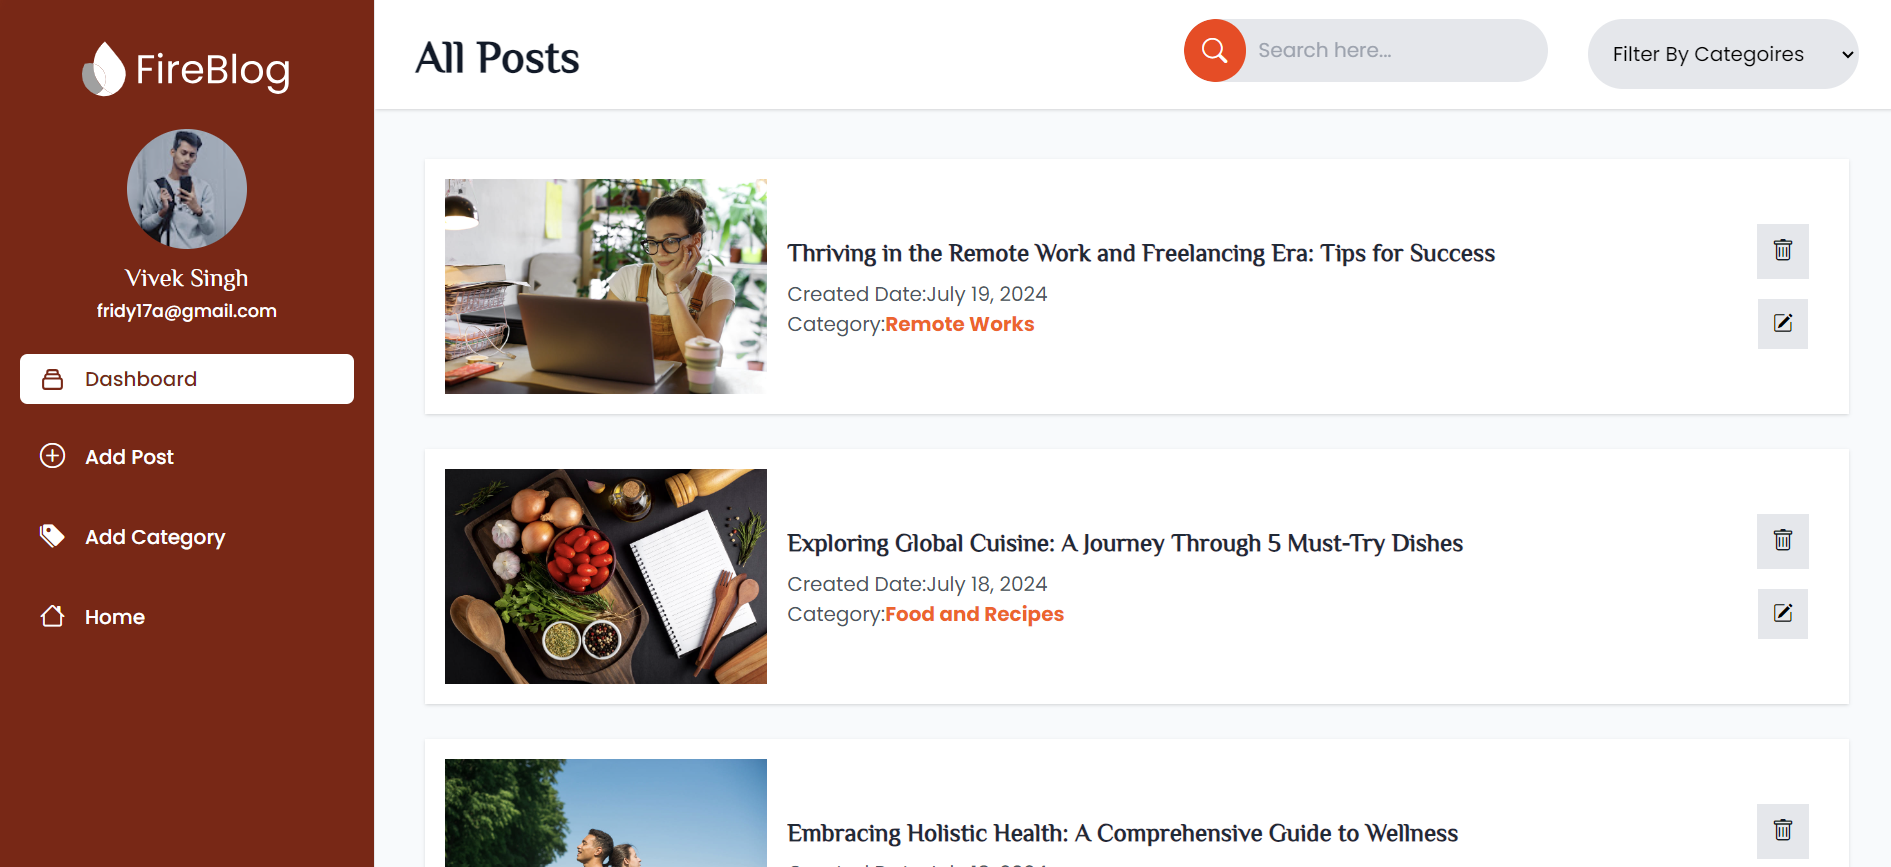 FireBlog
Vivek Singh
fridy17a@gmail.com
Dashboard
Add Post
Add Category
Home
All Posts
Search here...
Filter By Categoires
Thriving in the Remote Work and Freelancing Era: Tips for Success
Created Date:July 19, 2024
Category:Remote Works
Exploring Global Cuisine: A Journey Through 5 Must-Try Dishes
Created Date:July 18, 2024
Category:Food and Recipes
Embracing Holistic Health: A Comprehensive Guide to Wellness